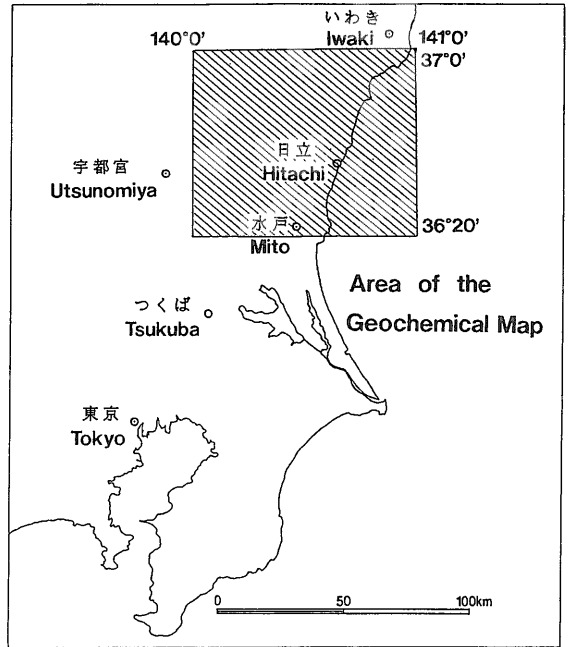 いわき
Iwaki
140°0'
141°0'
37°0'
日立
Hitachi
宇都宮
Utsunomiya
36°20'
水戸
Mito
Area of the
Geochemical Map
つくば
Tsukuba
東京
Tokyo
0 50 100km